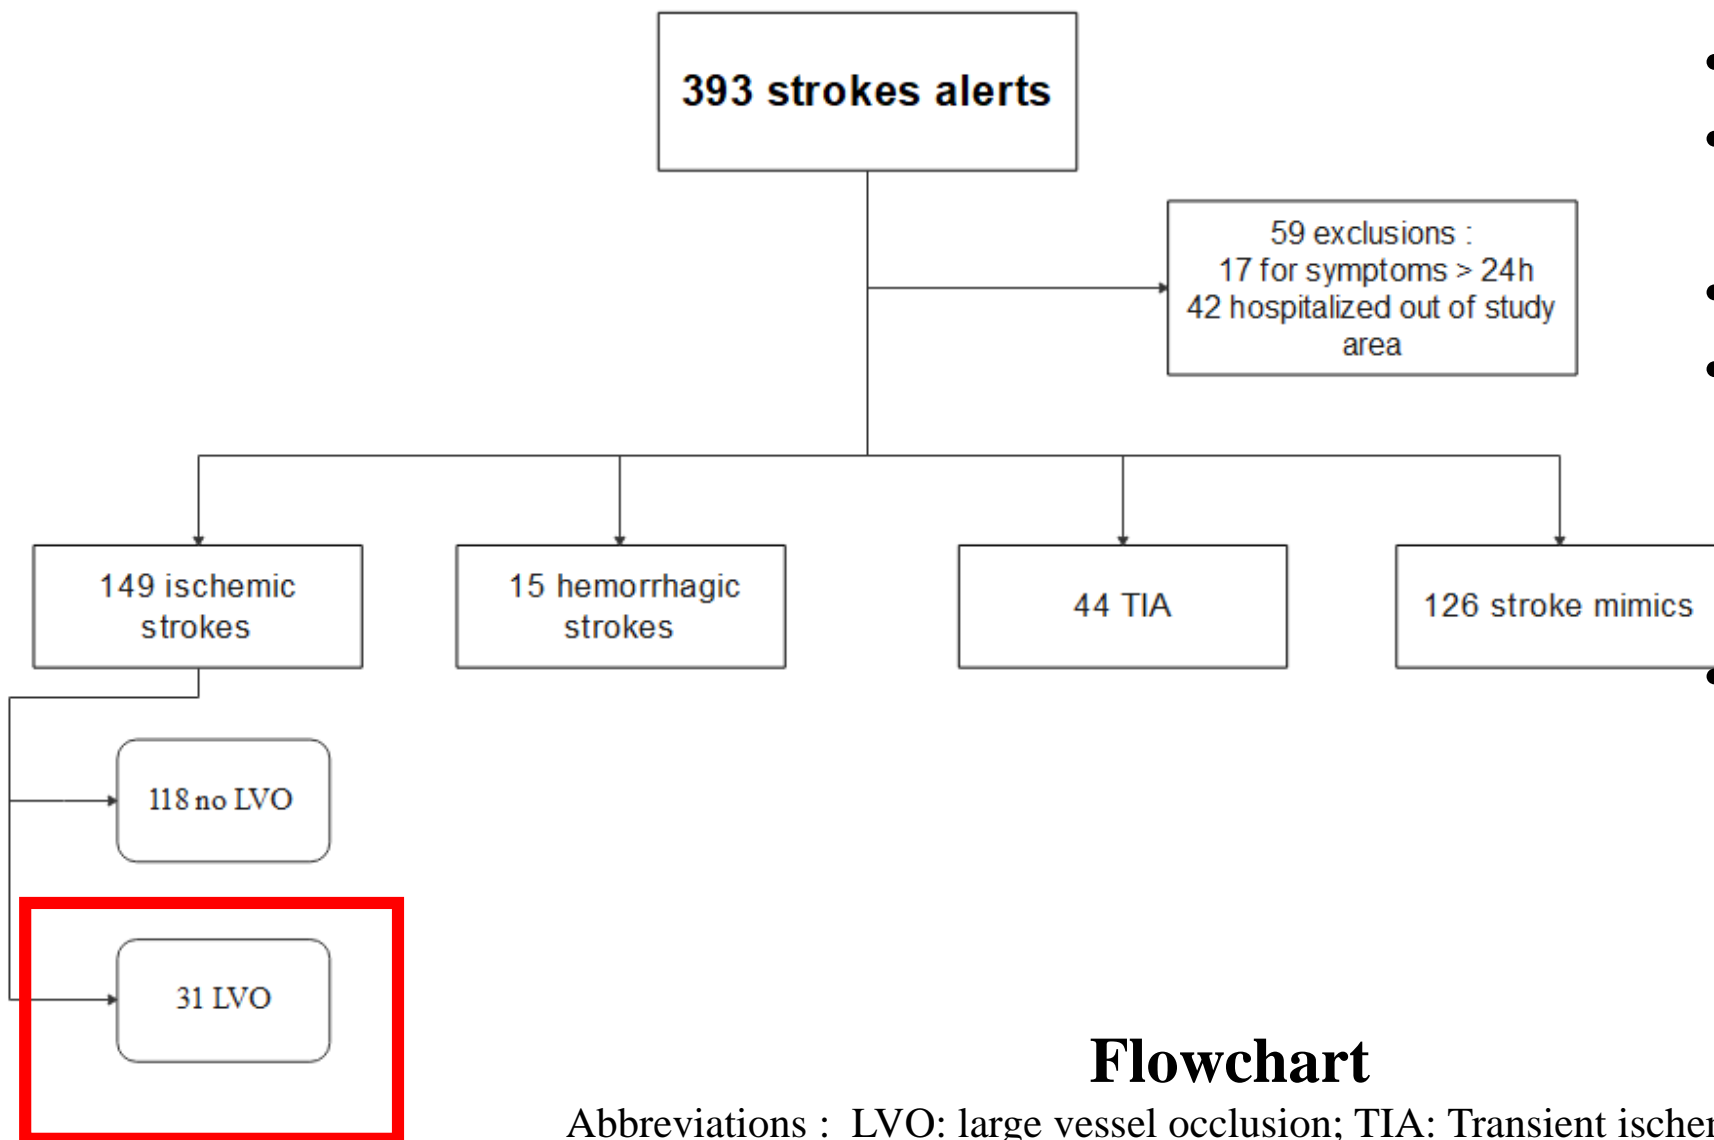 393 strokes alerts
59 exclusions :
17 for symptoms > 24h
42 hospitalized out of study
area
149 ischemic
strokes
15 hemorrhagic
strokes
44 TIA
126 stroke mimics
118 no LVO
31 LVO
Flowchart
Abbreviations : LVO: large vessel occlusion; TIA: Transient